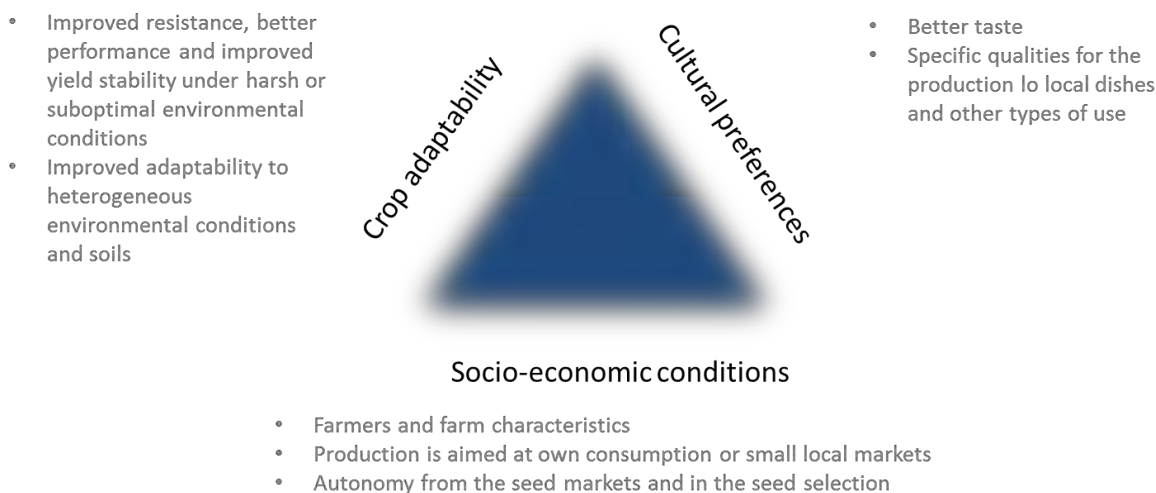 • Improved resistance, better
performance and improved
yield stability under harsh or
suboptimal environmental
conditions
• Improved adaptability to
heterogeneous
environmental conditions
and soils
Crop adaptability
Cultural preferences
• Better taste
• Specific qualities for the
production lo local dishes
and other types of use
Socio-economic conditions
• Farmers and farm characteristics
• Production is aimed at own consumption or small local markets
• Autonomy from the seed markets and in the seed selection